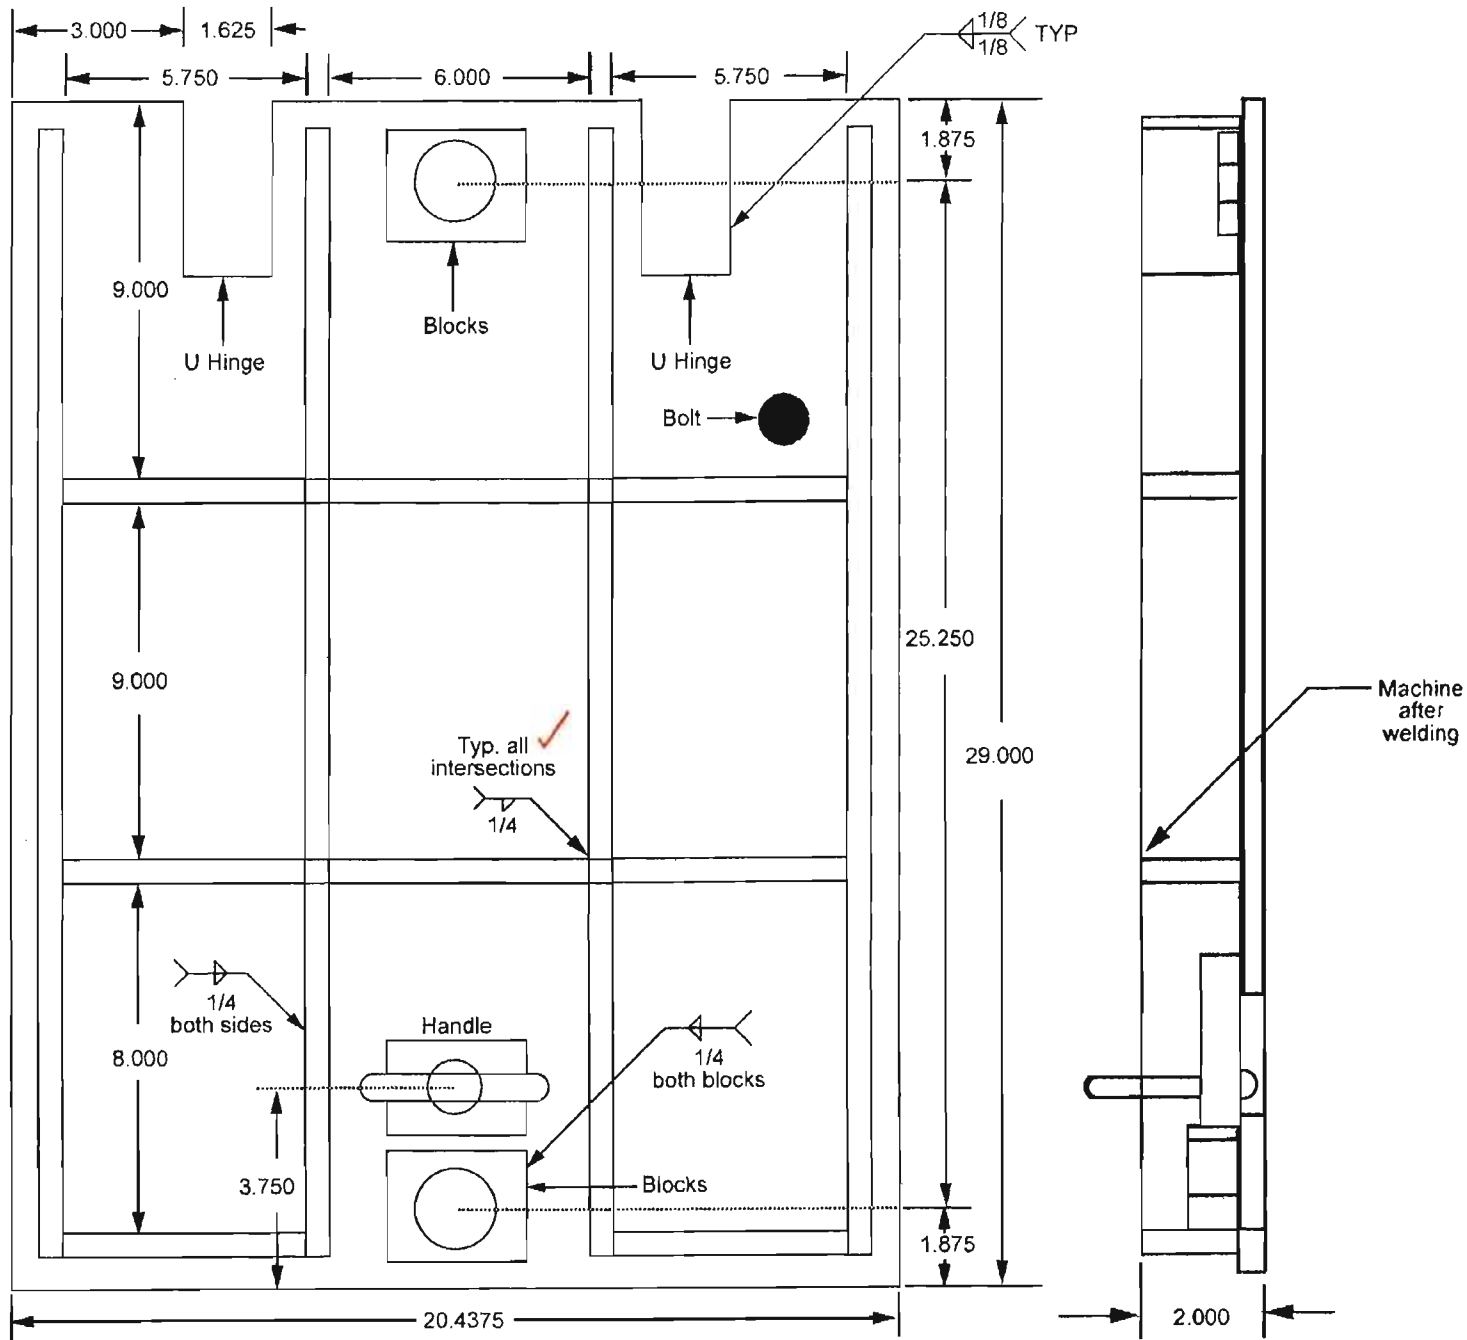 3.000
1.625
1/8
1/8
TYP
5.750
6.000
5.750
1.875
9.000
Blocks
U Hinge
U Hinge
Bolt
25.250
9.000
Machine
after
welding
Typ. all
intersections
29.000
1/4
1/4
both sides
Handle
8.000
1/4
both blocks
3.750
Blocks
1.875
20.4375
2.000